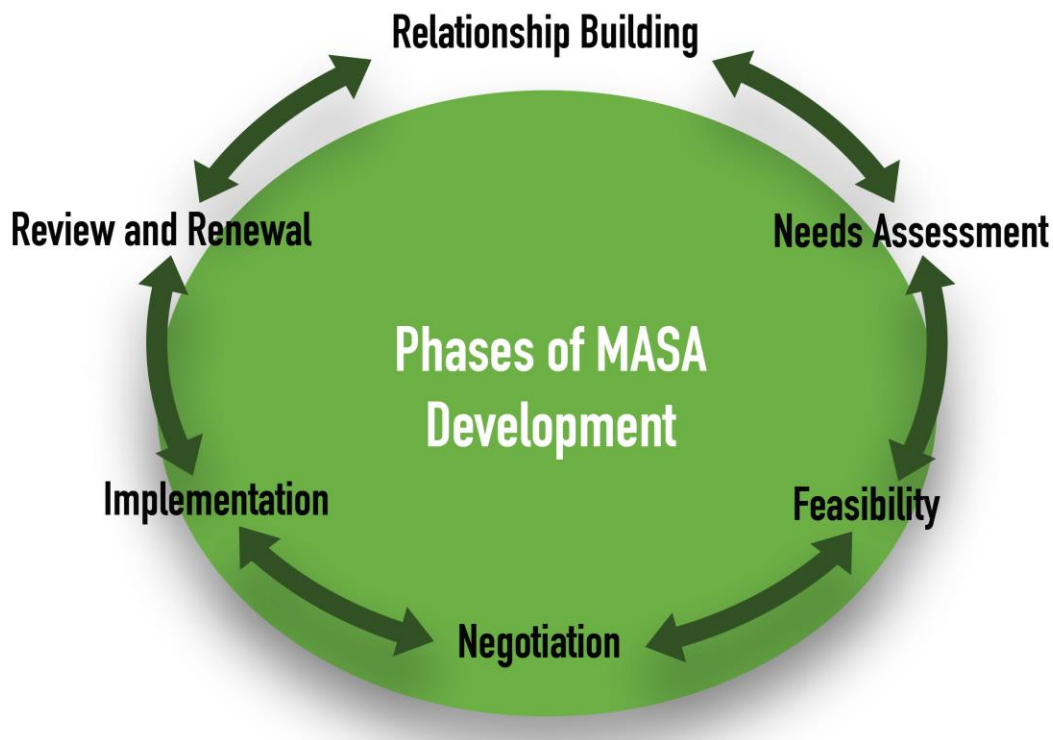 Relationship Building
Review and Renewal
Needs Assessment
Phases of MASA
Development
Implementation
Feasibility
Negotiation